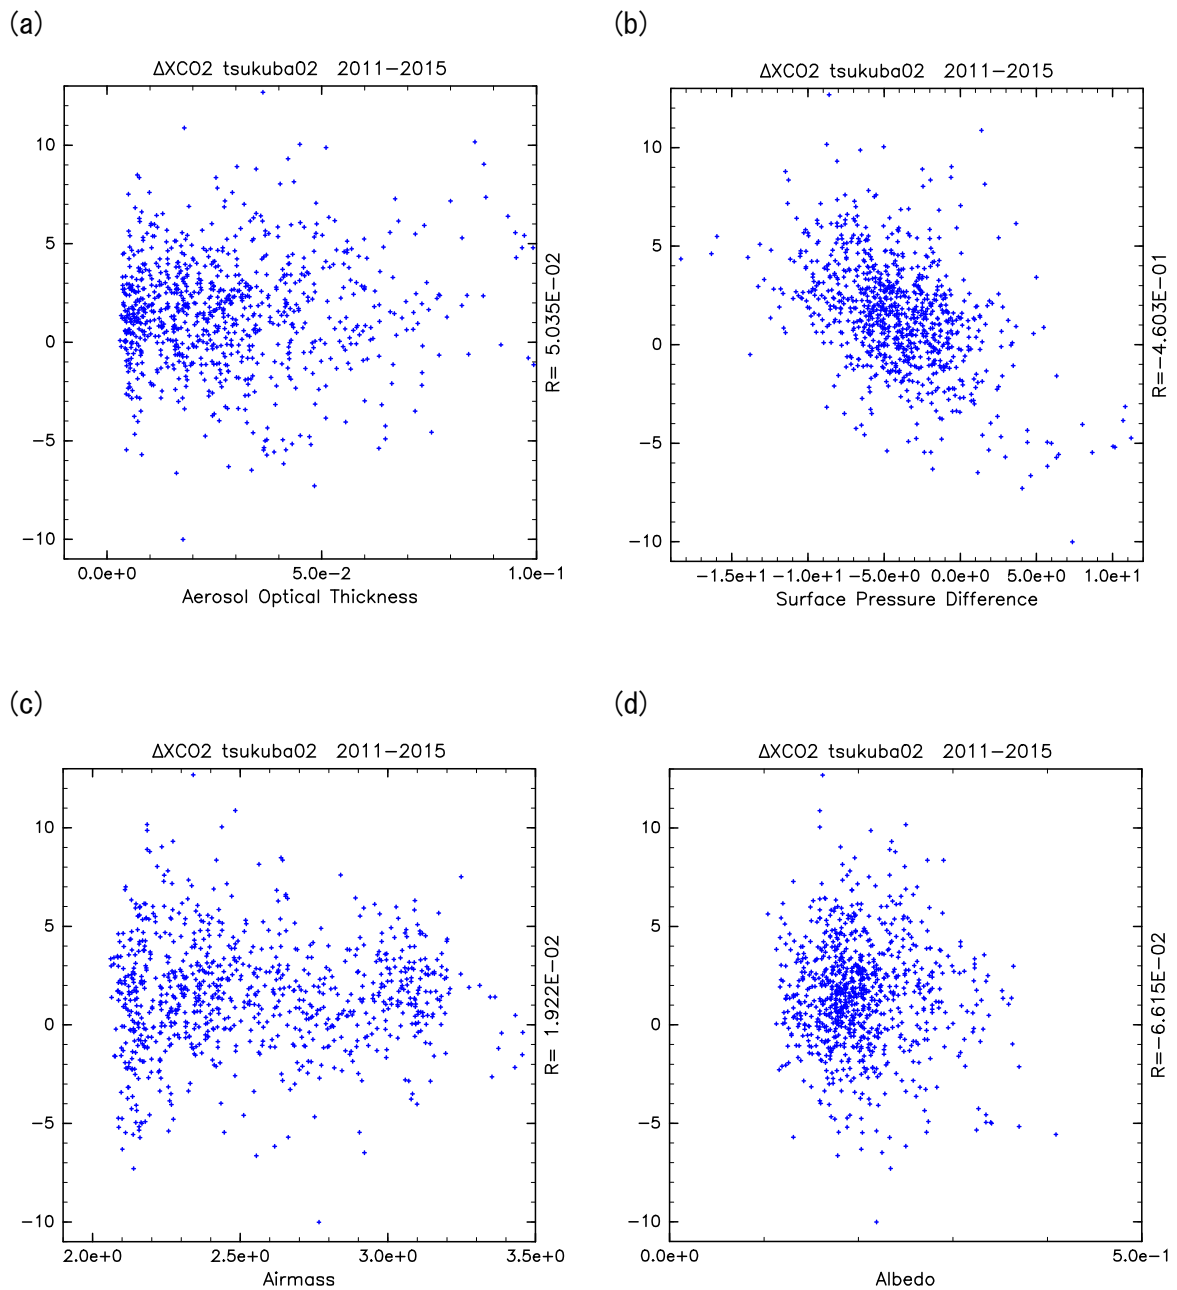 (a)
ΔXCO2 tsukuba02 2011−2015
10
5
0
−5
−10
0.0e+0 5.0e−2 1.0e−1
Aerosol Optical Thickness
R= 5.035E−02
(b)
ΔXCO2 tsukuba02 2011−2015
10
5
0
−5
−10
−1.5e+1 −1.0e+1 −5.0e+0 0.0e+0 5.0e+0 1.0e+1
Surface Pressure Difference
R=−4.603E−01
(c)
ΔXCO2 tsukuba02 2011−2015
10
5
0
−5
−10
2.0e+0 2.5e+0 3.0e+0 3.5e+0
Airmass
R= 1.922E−02
(d)
ΔXCO2 tsukuba02 2011−2015
10
5
0
−5
−10
0.0e+0 5.0e−1
Albedo
R=−6.615E−02